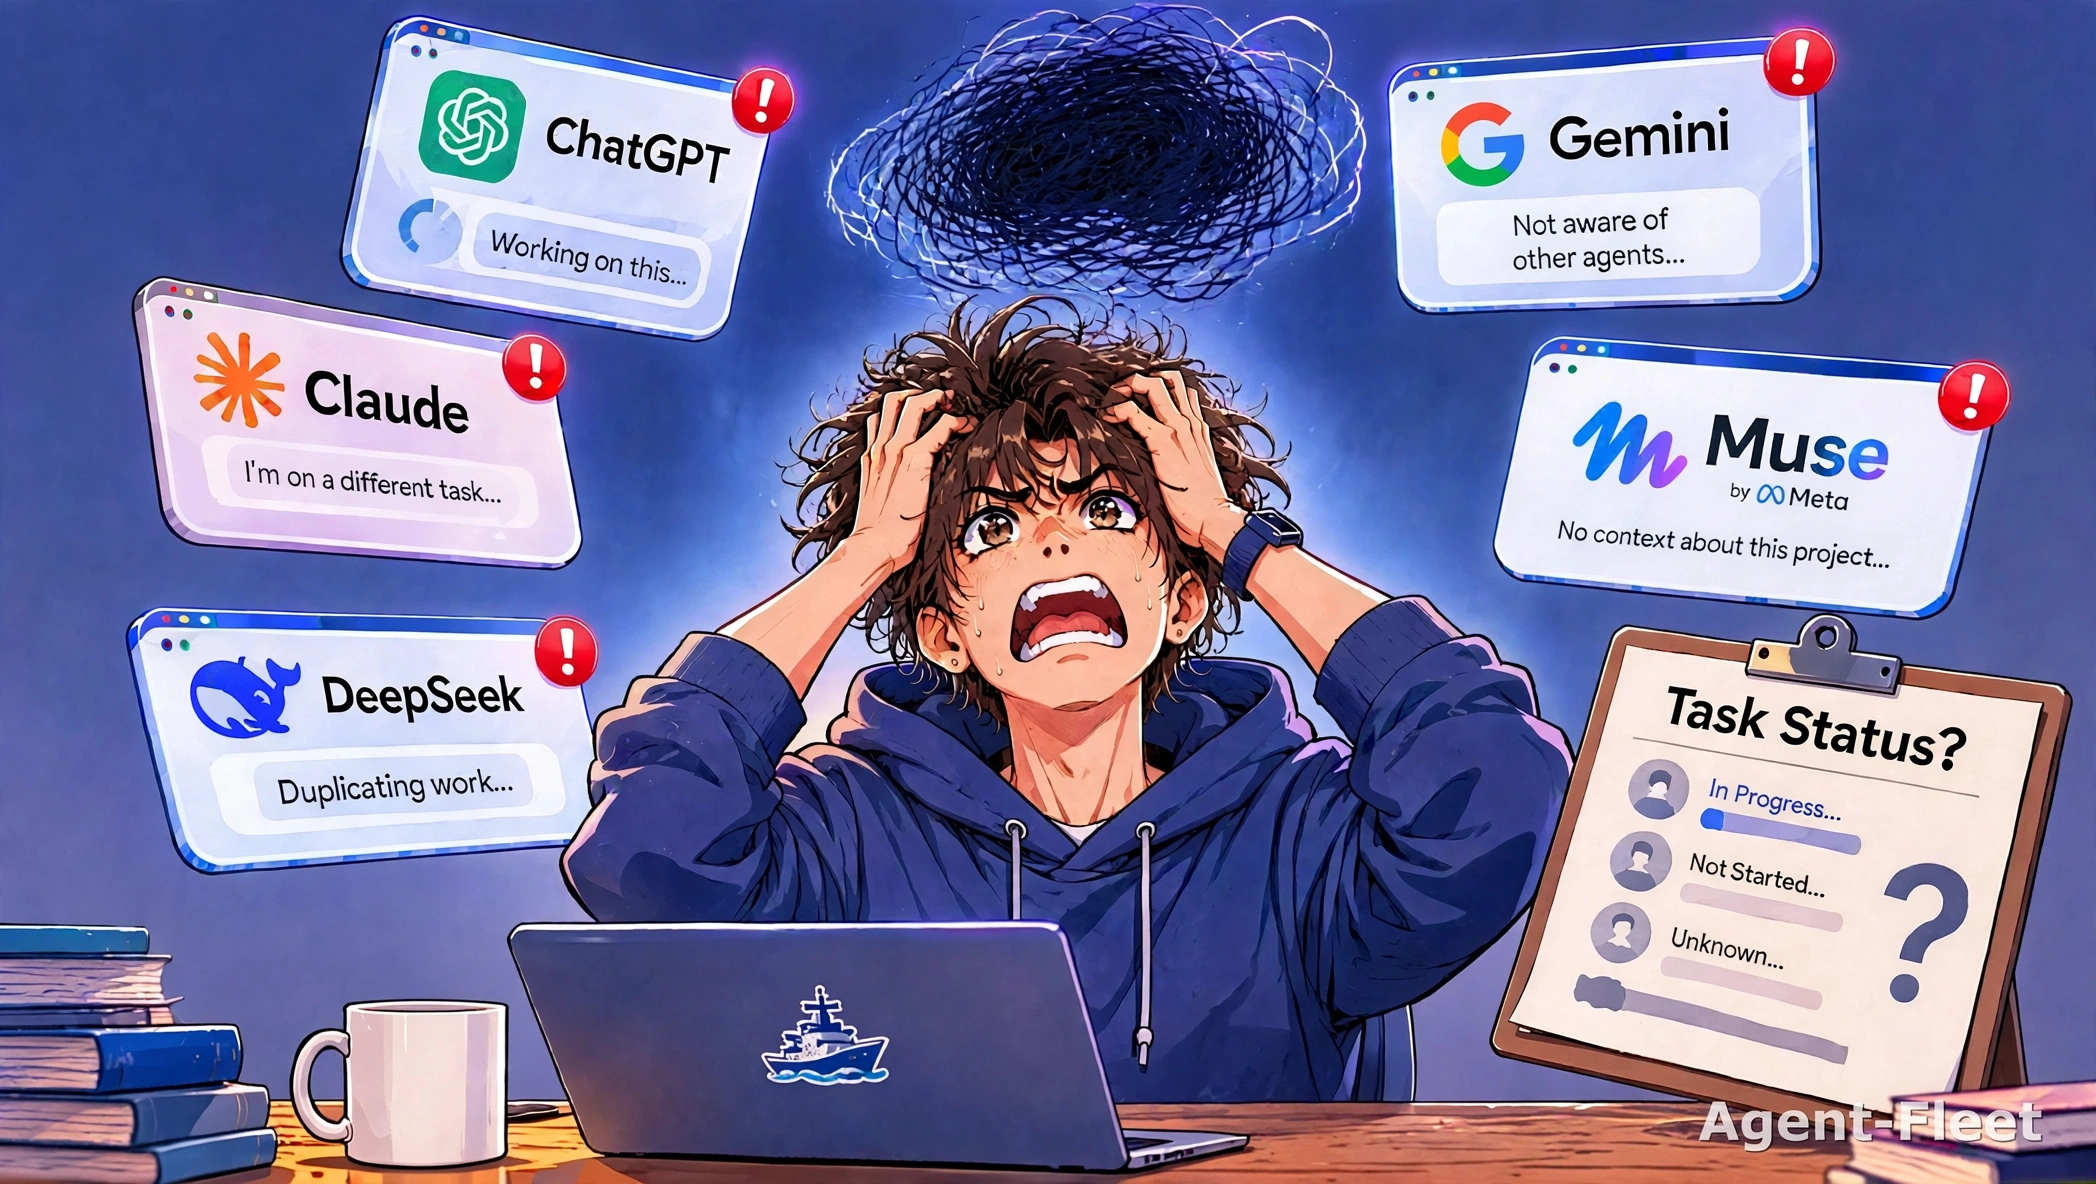 ChatGPT
Working on this...
Claude
I'm on a different task...
DeepSeek
Duplicating work...
Gemini
Not aware of
other agents...
Muse
by Meta
No context about this project...
Task Status?
In Progress...
Not Started...
Unknown...
?
Agent-Fleet